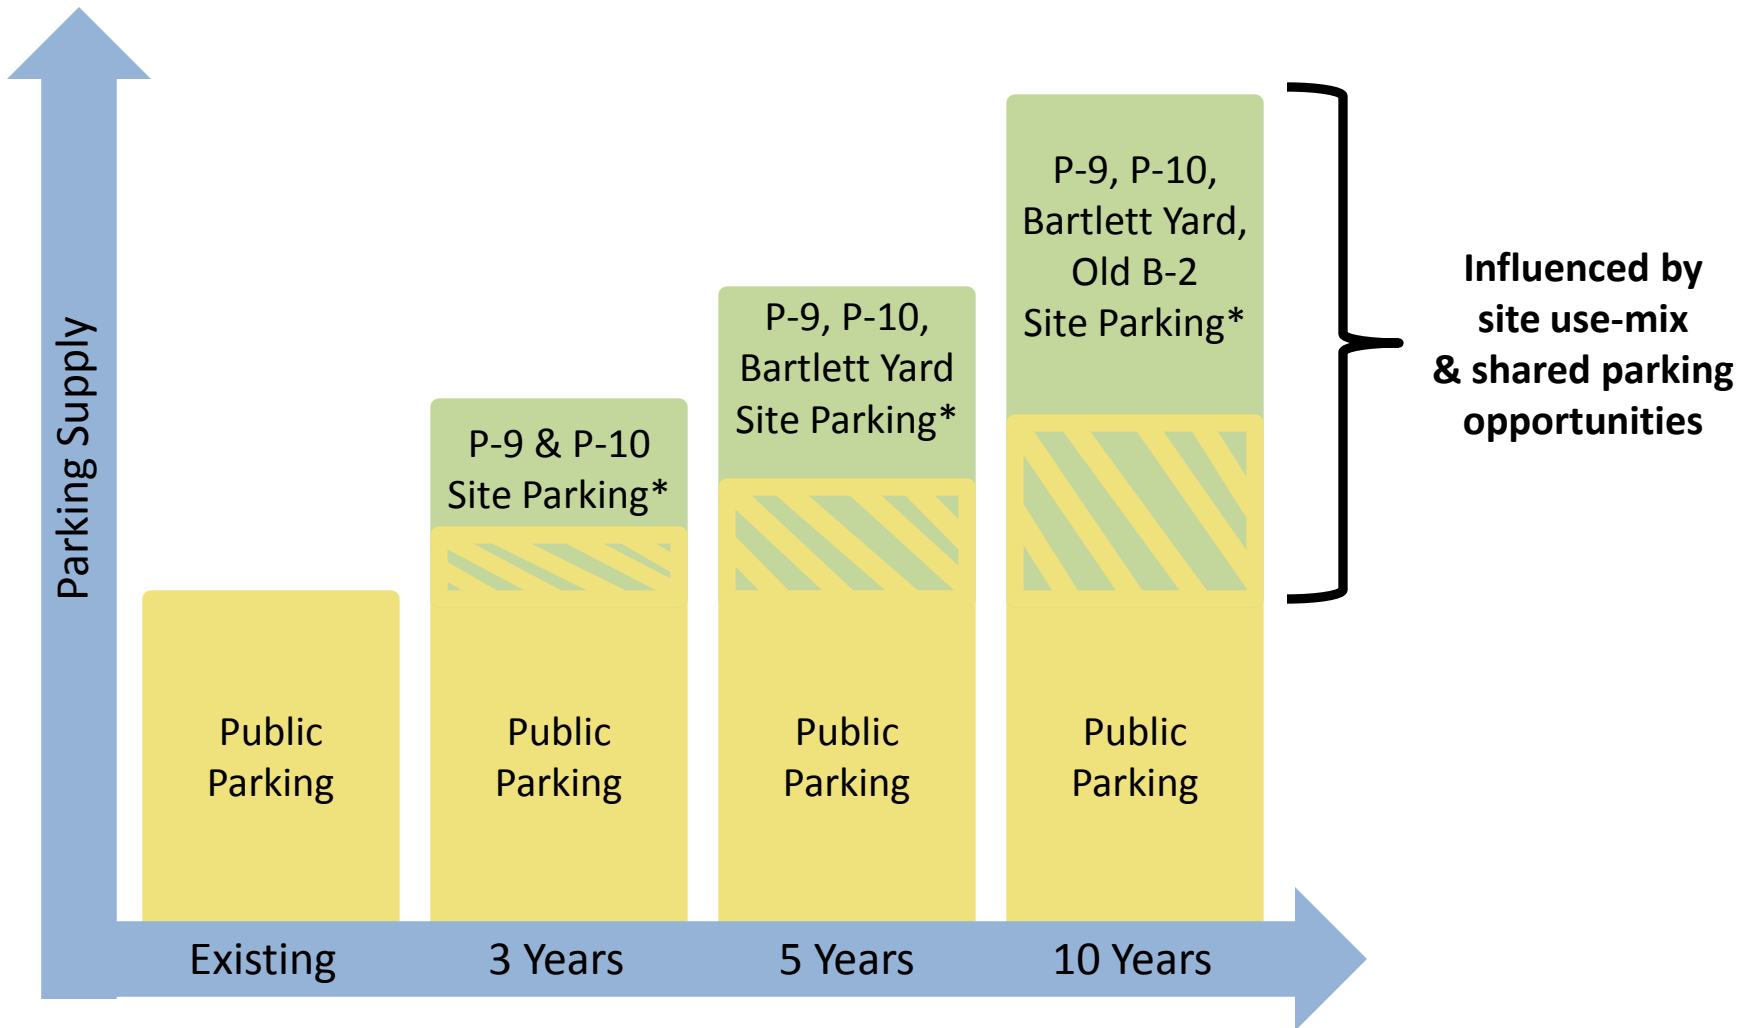 Parking Supply
P-9, P-10,
Bartlett Yard,
Old B-2
Site Parking*
P-9, P-10,
Bartlett Yard
Site Parking*
P-9 & P-10
Site Parking*
Influenced by
site use-mix
& shared parking
opportunities
Public
Parking
Public
Parking
Public
Parking
Public
Parking
Existing
3 Years
5 Years
10 Years